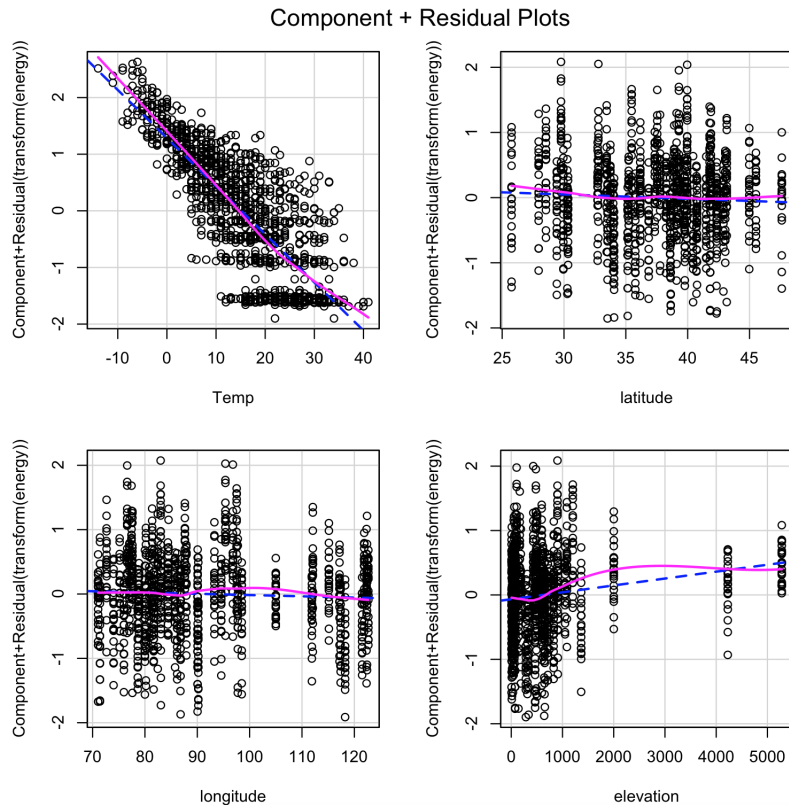 Component + Residual Plots
Component+Residual(transform(energy))
2
1
0
-1
-2
-10 0 10 20 30 40
Temp
Component+Residual(transform(energy))
2
1
0
-1
-2
25 30 35 40 45
latitude
Component+Residual(transform(energy))
2
1
0
-1
-2
70 80 90 100 110 120
longitude
Component+Residual(transform(energy))
2
1
0
-1
-2
0 1000 2000 3000 4000 5000
elevation